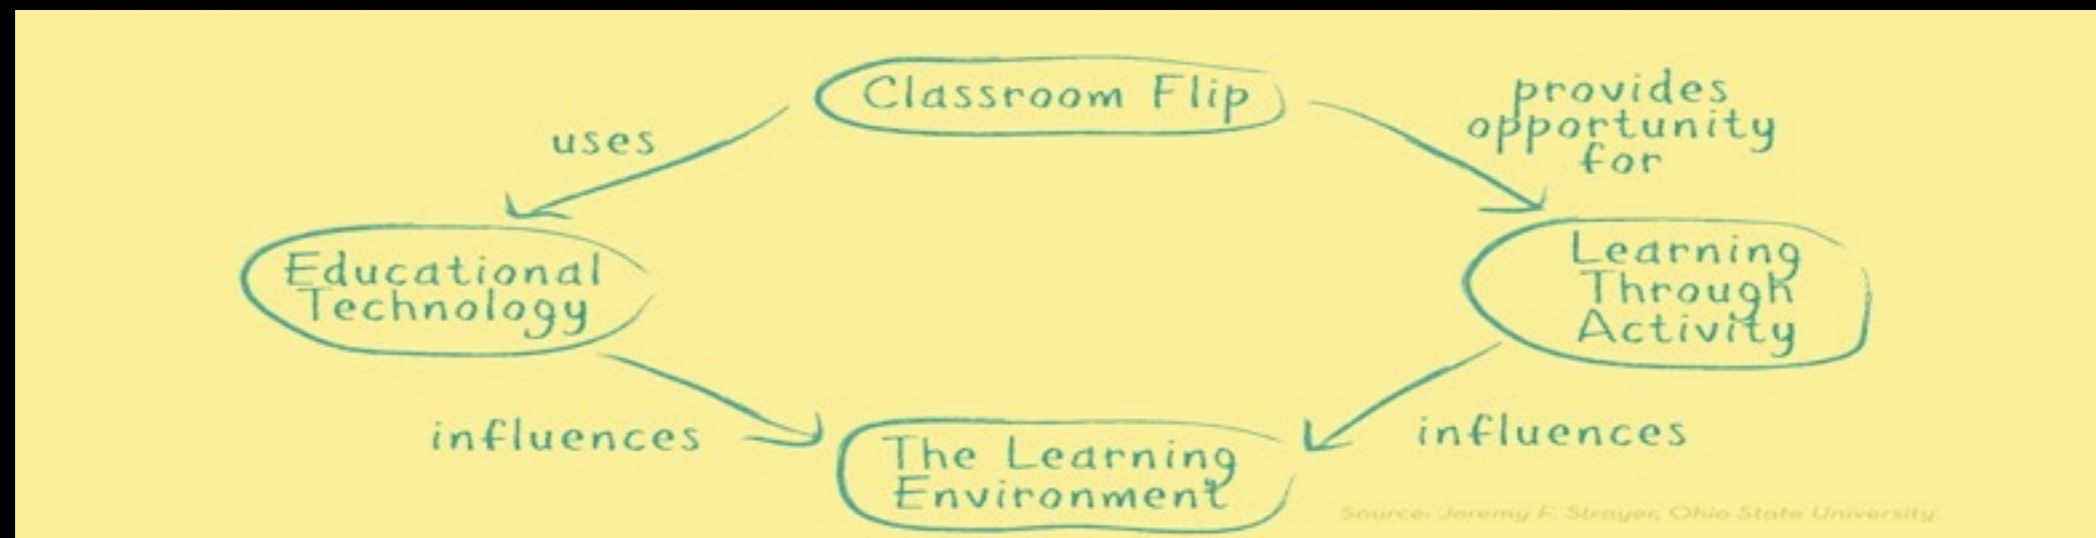 Classroom Flip
uses
provides
opportunity
for
Educational
Technology
Learning
Through
Activity
influences
influences
The Learning
Environment
Source: Jeremy F. Strayer, Ohio State University